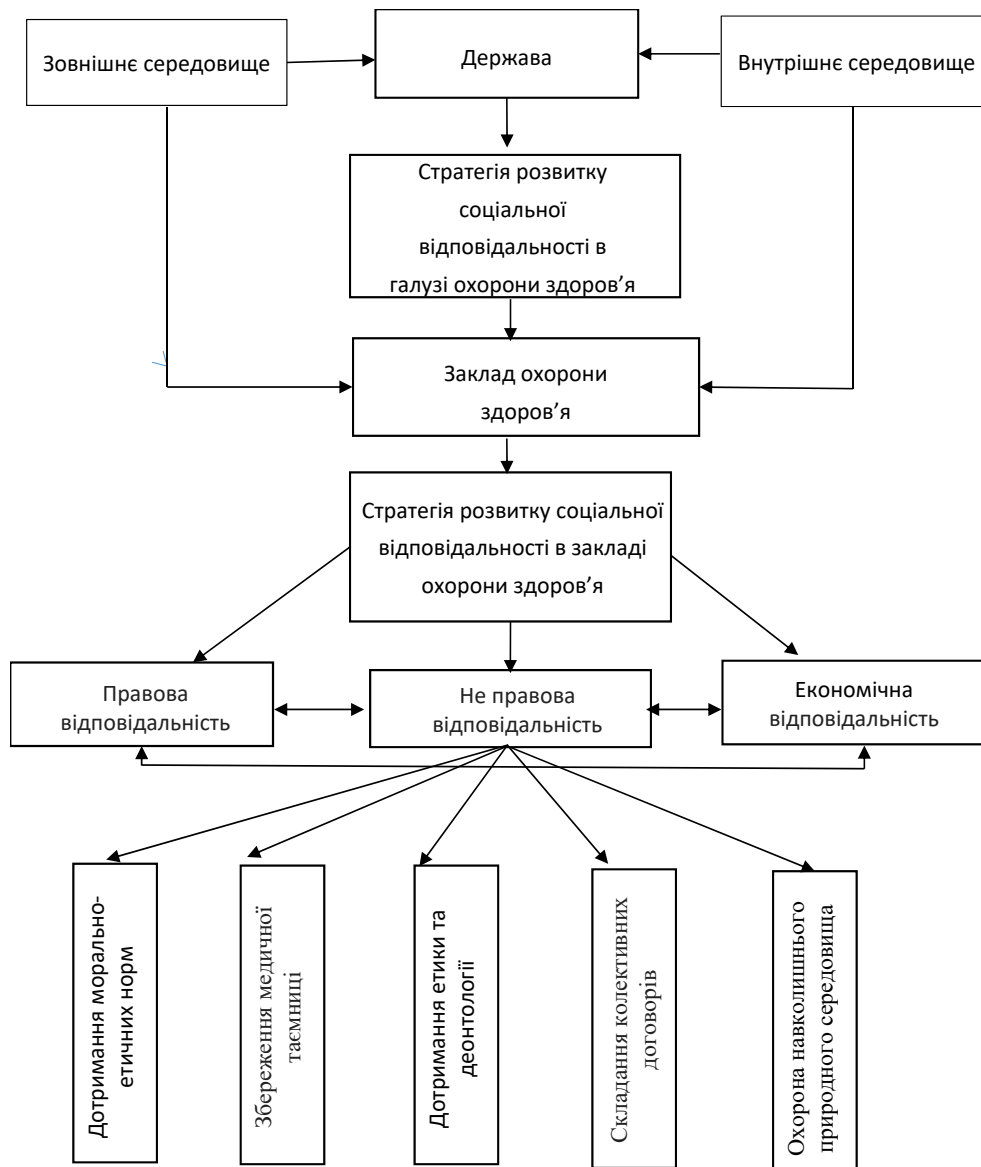 Зовнішнє середовище
Держава
Внутрішнє середовище
Стратегія розвитку
соціальної
відповідальності в
галузі охорони здоров’я
Заклад охорони
здоров’я
Стратегія розвитку соціальної
відповідальності в закладі
охорони здоров’я
Правова
відповідальність
Не правова
відповідальність
Економічна
відповідальність
Дотримання морально-
етичних норм
Збереження медичної
таємниці
Дотримання етики та
деонтології
Складання колективних
договорів
Охорона навколишнього
природного середовища